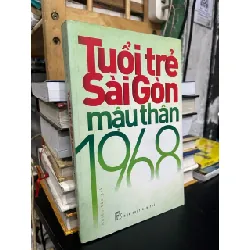 Tuổi trẻ
Sài Gòn
mậu thân
1968